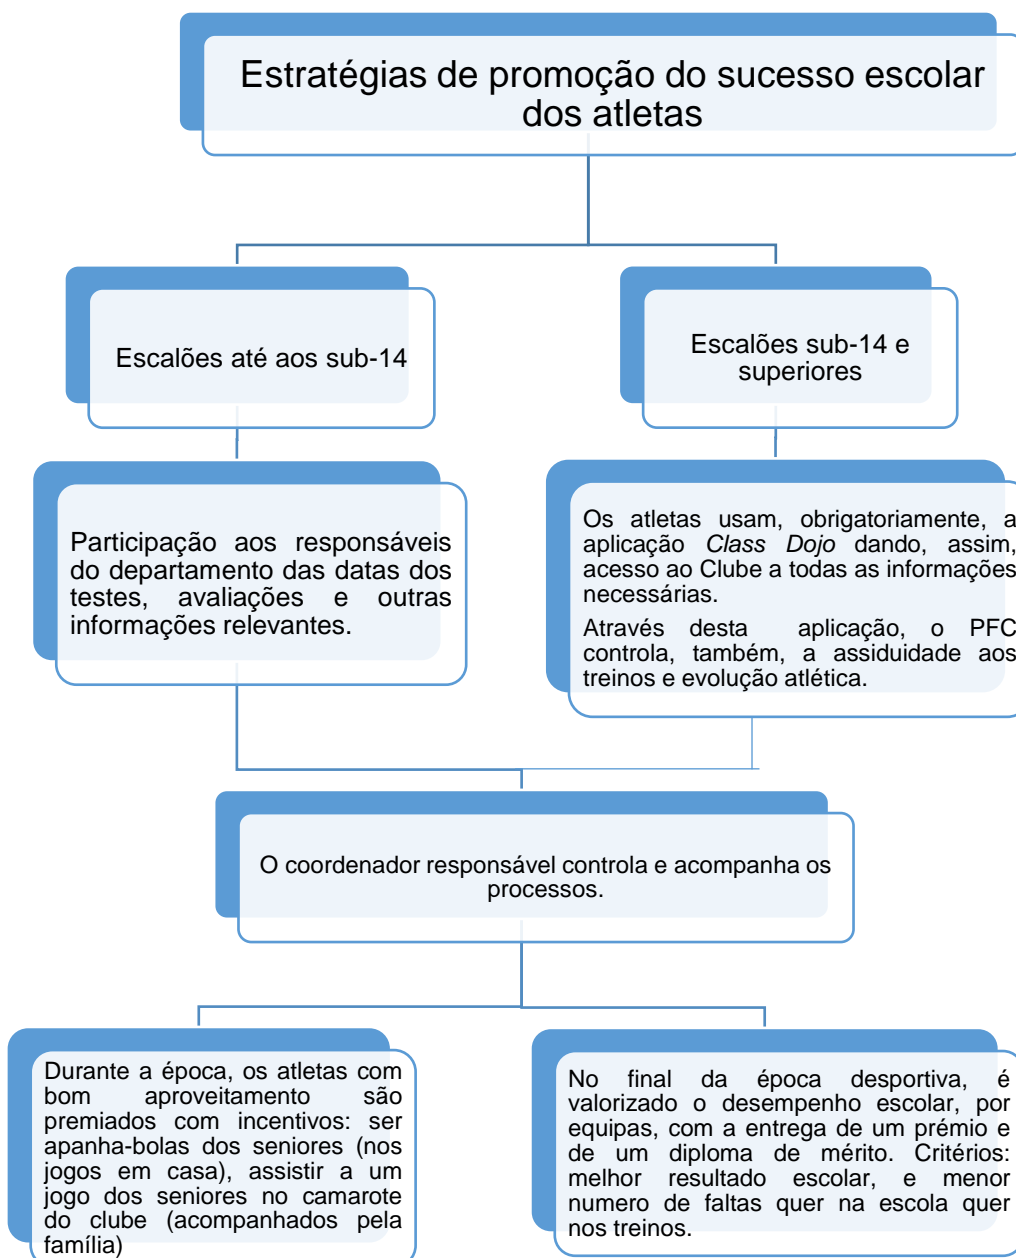 Estratégias de promoção do sucesso escolar
dos atletas
Escalões até aos sub-14
Escalões sub-14 e
superiores
Participação aos responsáveis
do departamento das datas dos
testes, avaliações e outras
informações relevantes.
Os atletas usam, obrigatoriamente, a
aplicação Class Dojo dando, assim,
acesso ao Clube a todas as informações
necessárias.
Através desta aplicação, o PFC
controla, também, a assiduidade aos
treinos e evolução atlética.
O coordenador responsável controla e acompanha os
processos.
Durante a época, os atletas com
bom aproveitamento são
premiados com incentivos: ser
apanha-bolas dos seniores (nos
jogos em casa), assistir a um
jogo dos seniores no camarote
do clube (acompanhados pela
família)
No final da época desportiva, é
valorizado o desempenho escolar, por
equipas, com a entrega de um prémio e
de um diploma de mérito. Critérios:
melhor resultado escolar, e menor
numero de faltas quer na escola quer
nos treinos.